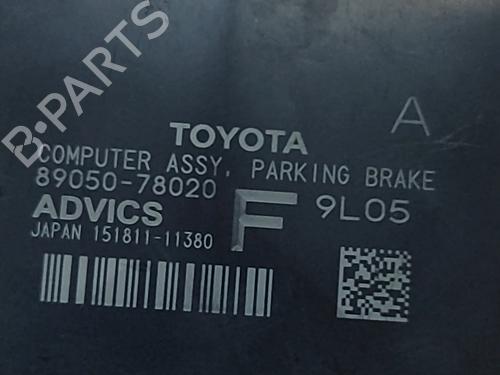 A
TOYOTA
COMPUTER ASSY, PARKING BRAKE
89050-78020
F 9L05
ADVICS
JAPAN 151811-11380
B-PARTS